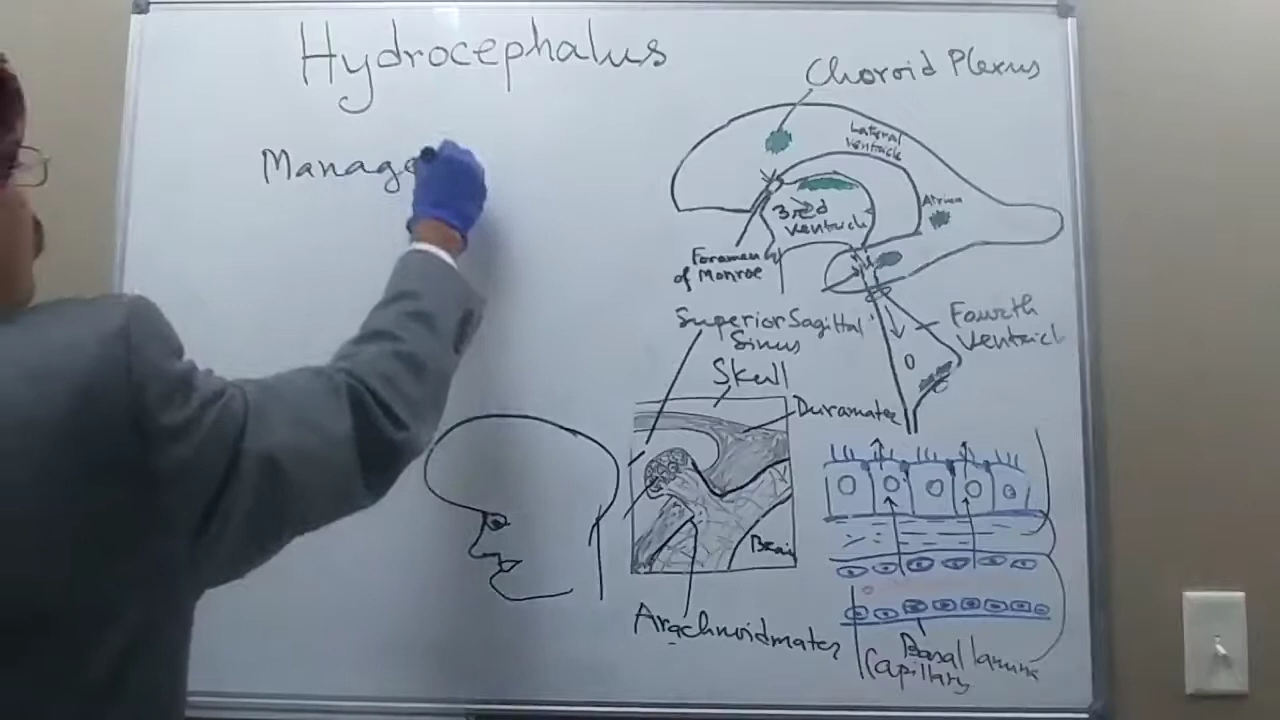 Hydrocephalus
Manage
Choroid Plexus
Lateral
Ventricle
Atrium
3rd
Ventricle
Foramen
of Monroe
Fourth
Ventricl
Superior Sagittal
Sinus
Skull
Duramater
Brain
Arachnoidmater
Basal lamina
Capillary